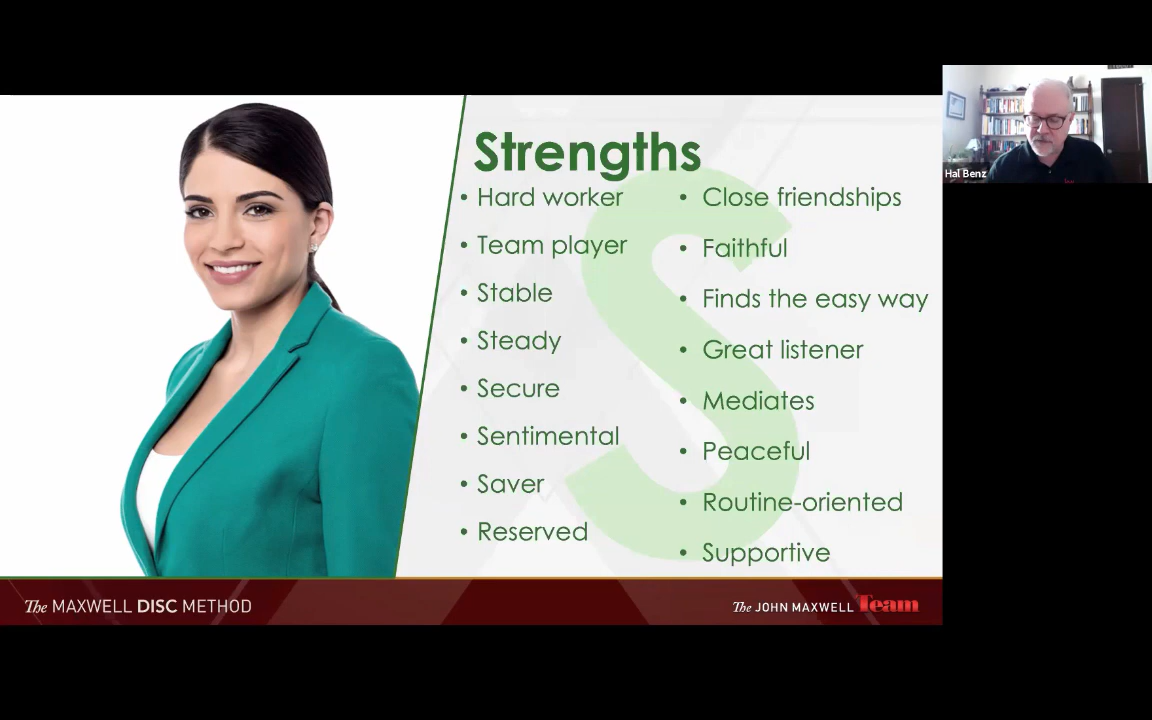 Strengths
• Hard worker
• Team player
• Stable
• Steady
• Secure
• Sentimental
• Saver
• Reserved
• Close friendships
• Faithful
• Finds the easy way
• Great listener
• Mediates
• Peaceful
• Routine-oriented
• Supportive
S
The MAXWELL DISC METHOD
The JOHN MAXWELL Team
Hal Benz